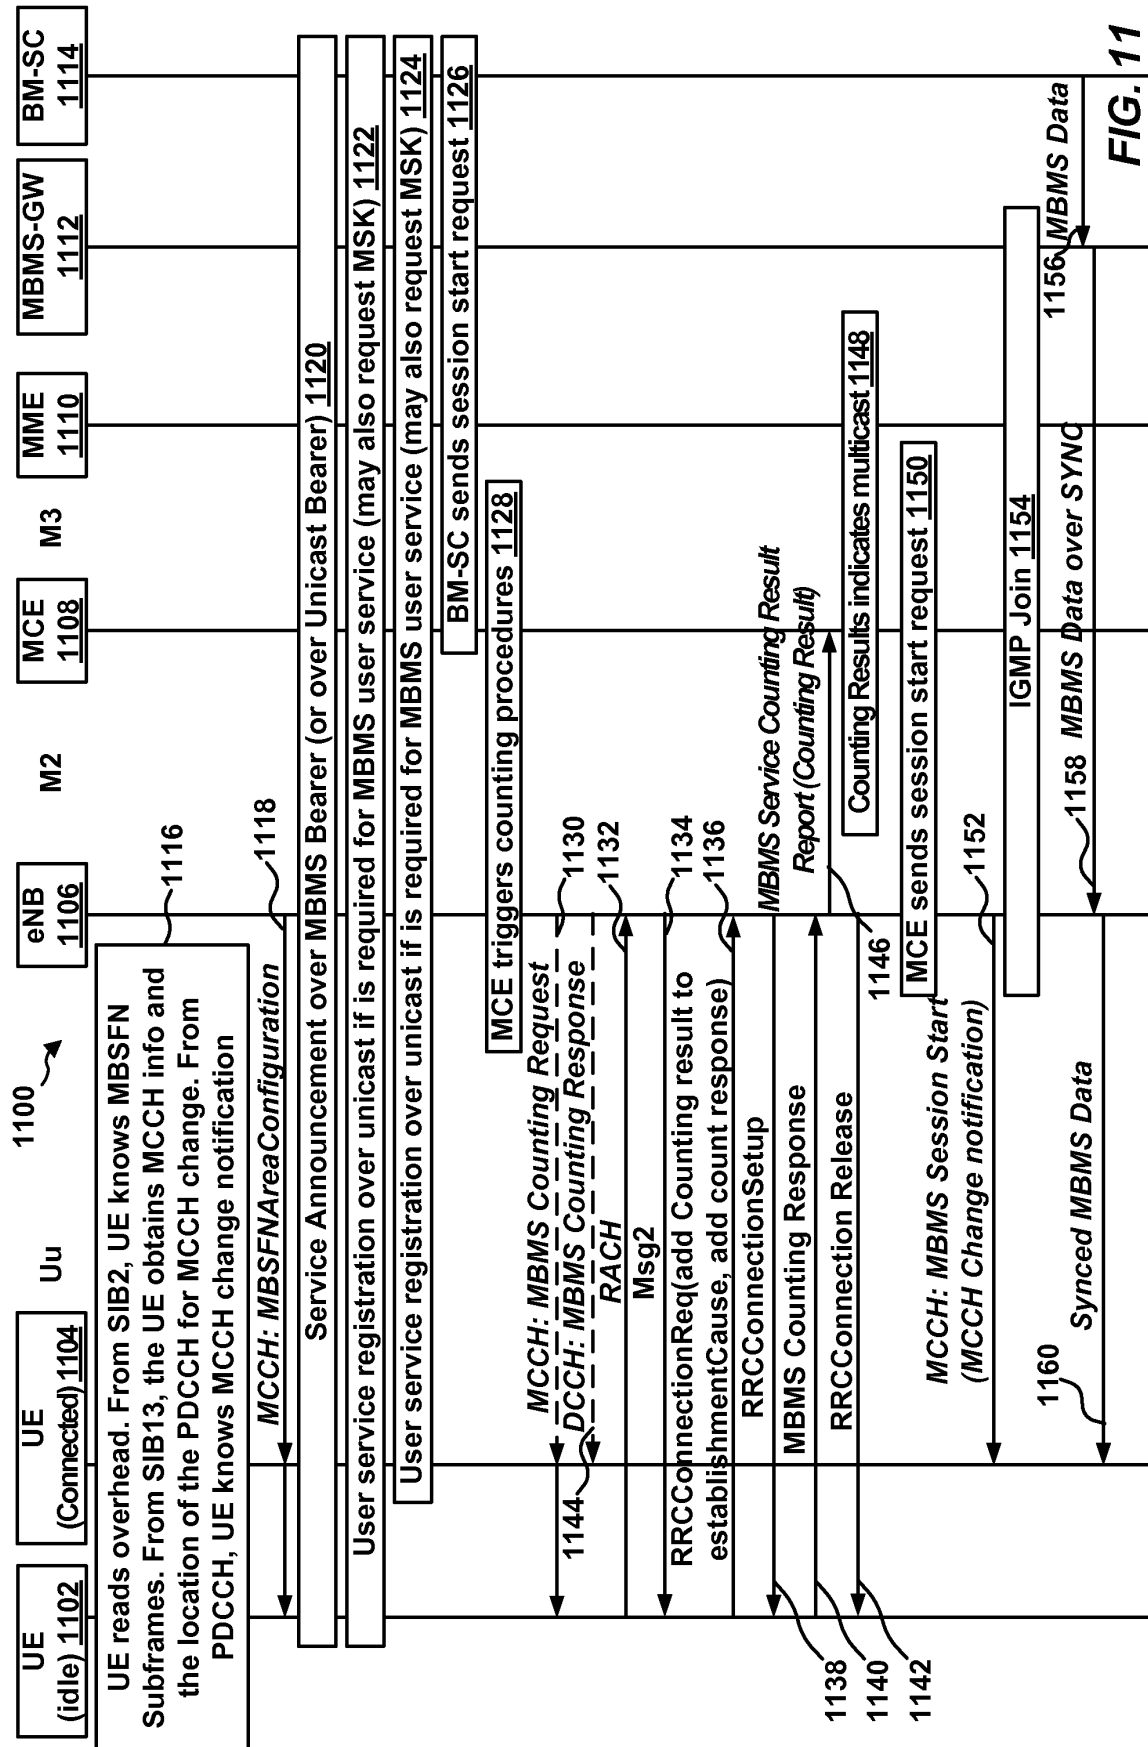 1100
UE
(idle) 1102
UE
(Connected) 1104
Uu
eNB
1106
M2
MCE
1108
M3
MME
1110
MBMS-GW
1112
BM-SC
1114
UE reads overhead. From SIB2, UE knows MBSFN
Subframes. From SIB13, the UE obtains MCCH info and
the location of the PDCCH for MCCH change. From
PDCCH, UE knows MCCH change notification
1116
MCCH: MBSFNAreaConfiguration
1118
Service Announcement over MBMS Bearer (or over Unicast Bearer) 1120
User service registration over unicast if is required for MBMS user service (may also request MSK) 1122
User service registration over unicast if is required for MBMS user service (may also request MSK) 1124
BM-SC sends session start request 1126
MCE triggers counting procedures 1128
MCCH: MBMS Counting Request
1130
DCCH: MBMS Counting Response
1144
RACH
1132
Msg2
1134
RRCConnectionReq(add Counting result to
establishmentCause, add count response)
1136
RRCConnectionSetup
1138
MBMS Counting Response
1140
RRCConnection Release
1142
MBMS Service Counting Result
Report (Counting Result)
1146
Counting Results indicates multicast 1148
MCE sends session start request 1150
MCCH: MBMS Session Start
(MCCH Change notification)
1152
IGMP Join 1154
1156
MBMS Data
1158
MBMS Data over SYNC
1160
Synced MBMS Data
FIG. 11